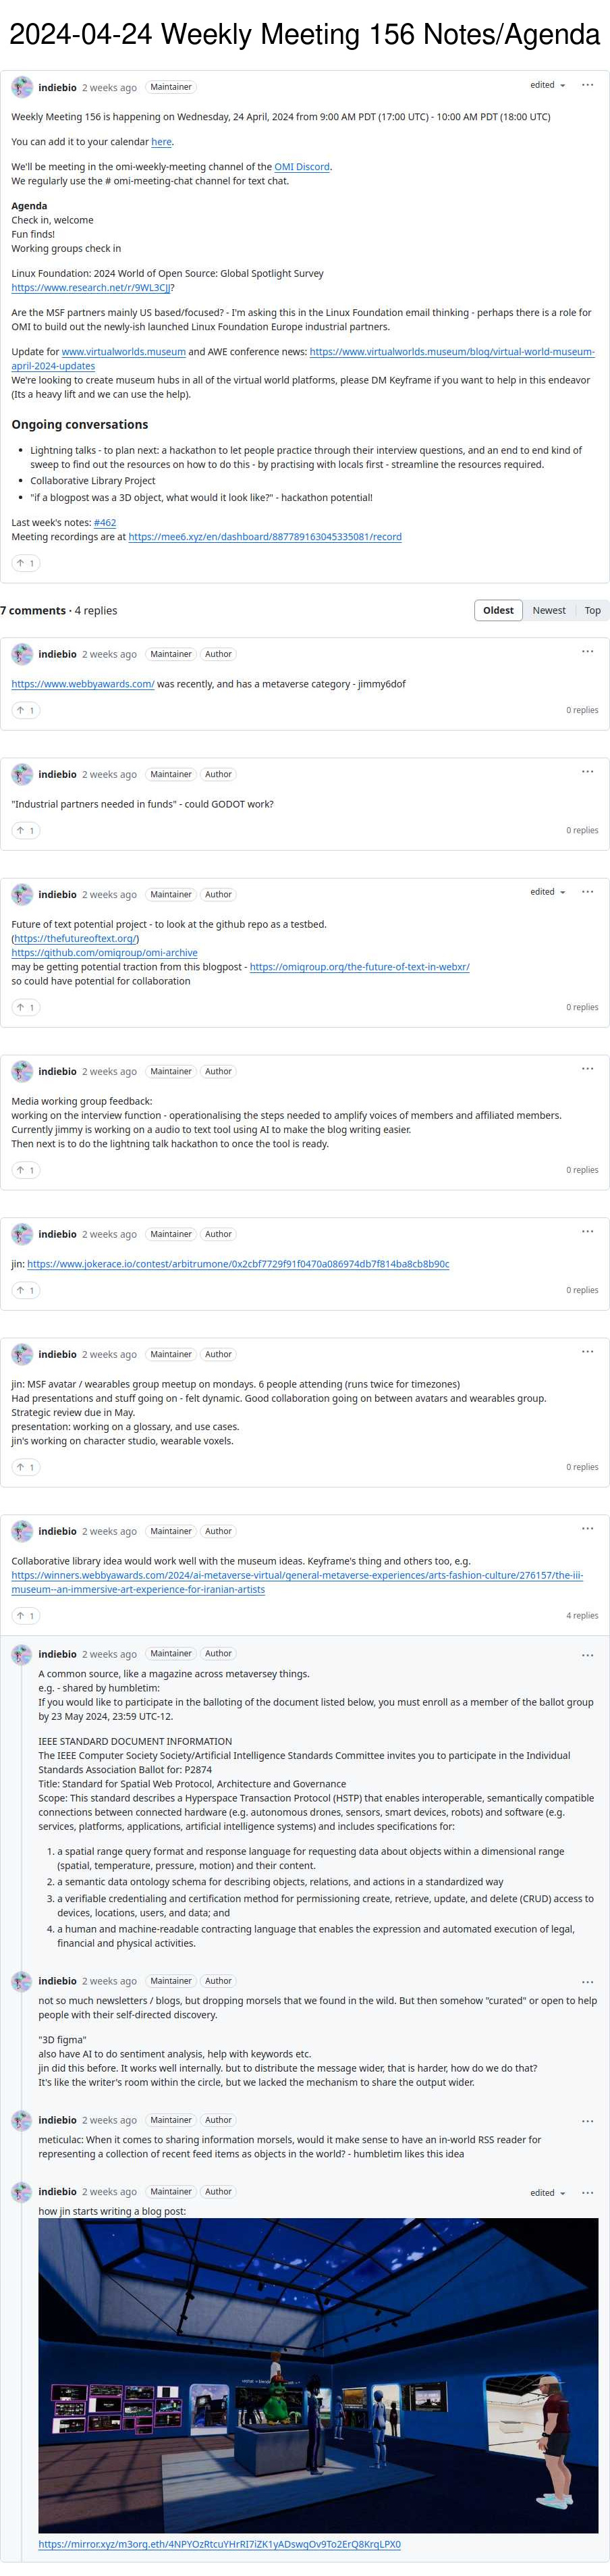 2024-04-24 Weekly Meeting 156 Notes/Agenda
indiebio 2 weeks ago Maintainer edited
Weekly Meeting 156 is happening on Wednesday, 24 April, 2024 from 9:00 AM PDT (17:00 UTC) - 10:00 AM PDT (18:00 UTC)
You can add it to your calendar here.
We'll be meeting in the omi-weekly-meeting channel of the OMI Discord.
We regularly use the # omi-meeting-chat channel for text chat.
Agenda
Check in, welcome
Fun finds!
Working groups check in
Linux Foundation: 2024 World of Open Source: Global Spotlight Survey
https://www.research.net/r/9WL3CJJ?
Are the MSF partners mainly US based/focused? - I'm asking this in the Linux Foundation email thinking - perhaps there is a role for
OMI to build out the newly-ish launched Linux Foundation Europe industrial partners.
Update for www.virtualworlds.museum and AWE conference news: https://www.virtualworlds.museum/blog/virtual-world-museum-
april-2024-updates
We're looking to create museum hubs in all of the virtual world platforms, please DM Keyframe if you want to help in this endeavor
(Its a heavy lift and we can use the help).
Ongoing conversations
• Lightning talks - to plan next: a hackathon to let people practice through their interview questions, and an end to end kind of
sweep to find out the resources on how to do this - by practising with locals first - streamline the resources required.
• Collaborative Library Project
• "if a blogpost was a 3D object, what would it look like?" - hackathon potential!
Last week's notes: #462
Meeting recordings are at https://mee6.xyz/en/dashboard/887789163045335081/record
↑ 1
7 comments · 4 replies Oldest Newest Top
indiebio 2 weeks ago Maintainer Author
https://www.webbyawards.com/ was recently, and has a metaverse category - jimmy6dof
↑ 1 0 replies
indiebio 2 weeks ago Maintainer Author
"Industrial partners needed in funds" - could GODOT work?
↑ 1 0 replies
indiebio 2 weeks ago Maintainer Author edited
Future of text potential project - to look at the github repo as a testbed.
(https://thefutureoftext.org/)
https://github.com/omigroup/omi-archive
may be getting potential traction from this blogpost - https://omigroup.org/the-future-of-text-in-webxr/
so could have potential for collaboration
↑ 1 0 replies
indiebio 2 weeks ago Maintainer Author
Media working group feedback:
working on the interview function - operationalising the steps needed to amplify voices of members and affiliated members.
Currently jimmy is working on a audio to text tool using AI to make the blog writing easier.
Then next is to do the lightning talk hackathon to once the tool is ready.
↑ 1 0 replies
indiebio 2 weeks ago Maintainer Author
jin: https://www.jokerace.io/contest/arbitrumone/0x2cbf7729f91f0470a086974db7f814ba8cb8b90c
↑ 1 0 replies
indiebio 2 weeks ago Maintainer Author
jin: MSF avatar / wearables group meetup on mondays. 6 people attending (runs twice for timezones)
Had presentations and stuff going on - felt dynamic. Good collaboration going on between avatars and wearables group.
Strategic review due in May.
presentation: working on a glossary, and use cases.
jin's working on character studio, wearable voxels.
↑ 1 0 replies
indiebio 2 weeks ago Maintainer Author
Collaborative library idea would work well with the museum ideas. Keyframe's thing and others too, e.g.
https://winners.webbyawards.com/2024/ai-metaverse-virtual/general-metaverse-experiences/arts-fashion-culture/276157/the-iii-
museum--an-immersive-art-experience-for-iranian-artists
↑ 1 4 replies
indiebio 2 weeks ago Maintainer Author
A common source, like a magazine across metaversey things.
e.g. - shared by humbletim:
If you would like to participate in the balloting of the document listed below, you must enroll as a member of the ballot group
by 23 May 2024, 23:59 UTC-12.
IEEE STANDARD DOCUMENT INFORMATION
The IEEE Computer Society Society/Artificial Intelligence Standards Committee invites you to participate in the Individual
Standards Association Ballot for: P2874
Title: Standard for Spatial Web Protocol, Architecture and Governance
Scope: This standard describes a Hyperspace Transaction Protocol (HSTP) that enables interoperable, semantically compatible
connections between connected hardware (e.g. autonomous drones, sensors, smart devices, robots) and software (e.g.
services, platforms, applications, artificial intelligence systems) and includes specifications for:
1. a spatial range query format and response language for requesting data about objects within a dimensional range
(spatial, temperature, pressure, motion) and their content.
2. a semantic data ontology schema for describing objects, relations, and actions in a standardized way
3. a verifiable credentialing and certification method for permissioning create, retrieve, update, and delete (CRUD) access to
devices, locations, users, and data; and
4. a human and machine-readable contracting language that enables the expression and automated execution of legal,
financial and physical activities.
indiebio 2 weeks ago Maintainer Author
not so much newsletters / blogs, but dropping morsels that we found in the wild. But then somehow "curated" or open to help
people with their self-directed discovery.
"3D figma"
also have AI to do sentiment analysis, help with keywords etc.
jin did this before. It works well internally. but to distribute the message wider, that is harder, how do we do that?
It's like the writer's room within the circle, but we lacked the mechanism to share the output wider.
indiebio 2 weeks ago Maintainer Author
meticulac: When it comes to sharing information morsels, would it make sense to have an in-world RSS reader for
representing a collection of recent feed items as objects in the world? - humbletim likes this idea
indiebio 2 weeks ago Maintainer Author edited
how jin starts writing a blog post:
https://mirror.xyz/m3org.eth/4NPYOzRtcuYHrRI7iZK1yADswqOv9To2ErQ8KrqLPX0